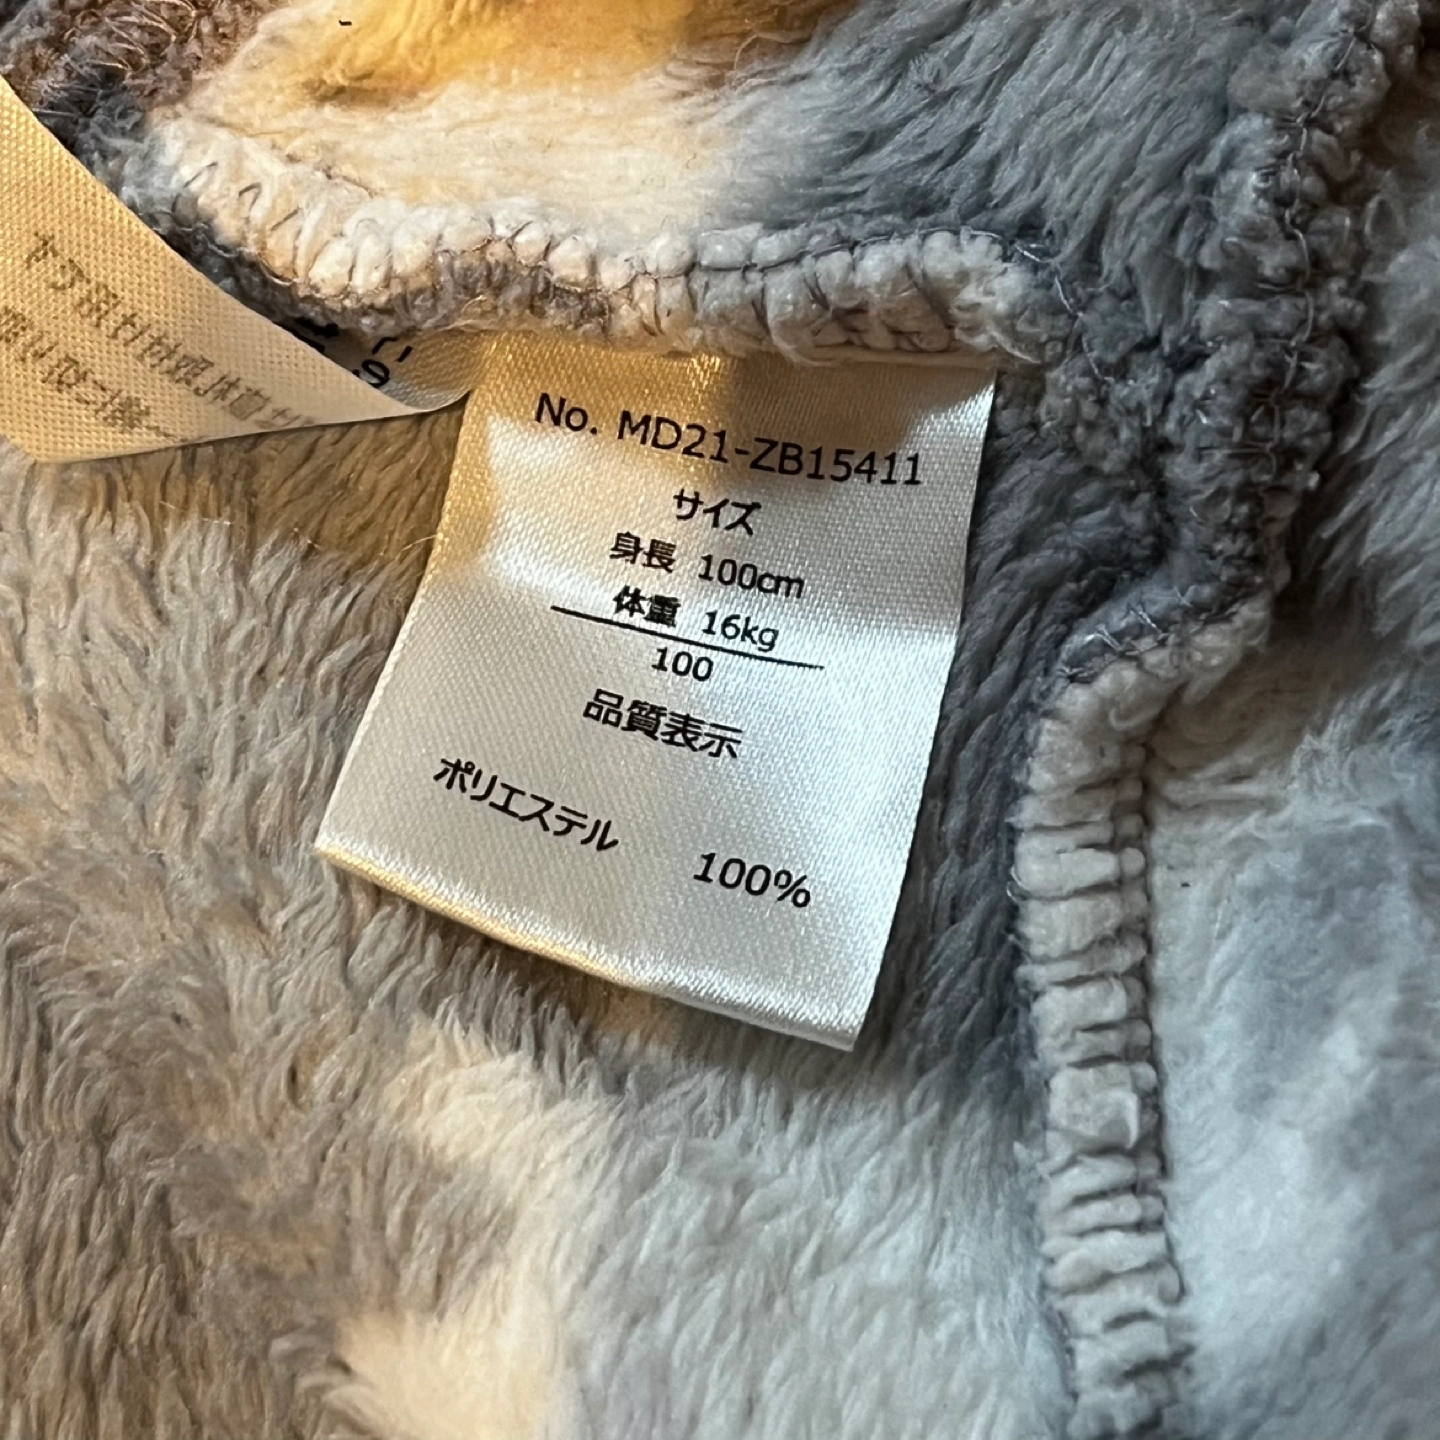 No. MD21-ZB15411
サイズ
身長 100cm
体重 16kg
100
品質表示
ポリエステル 100%